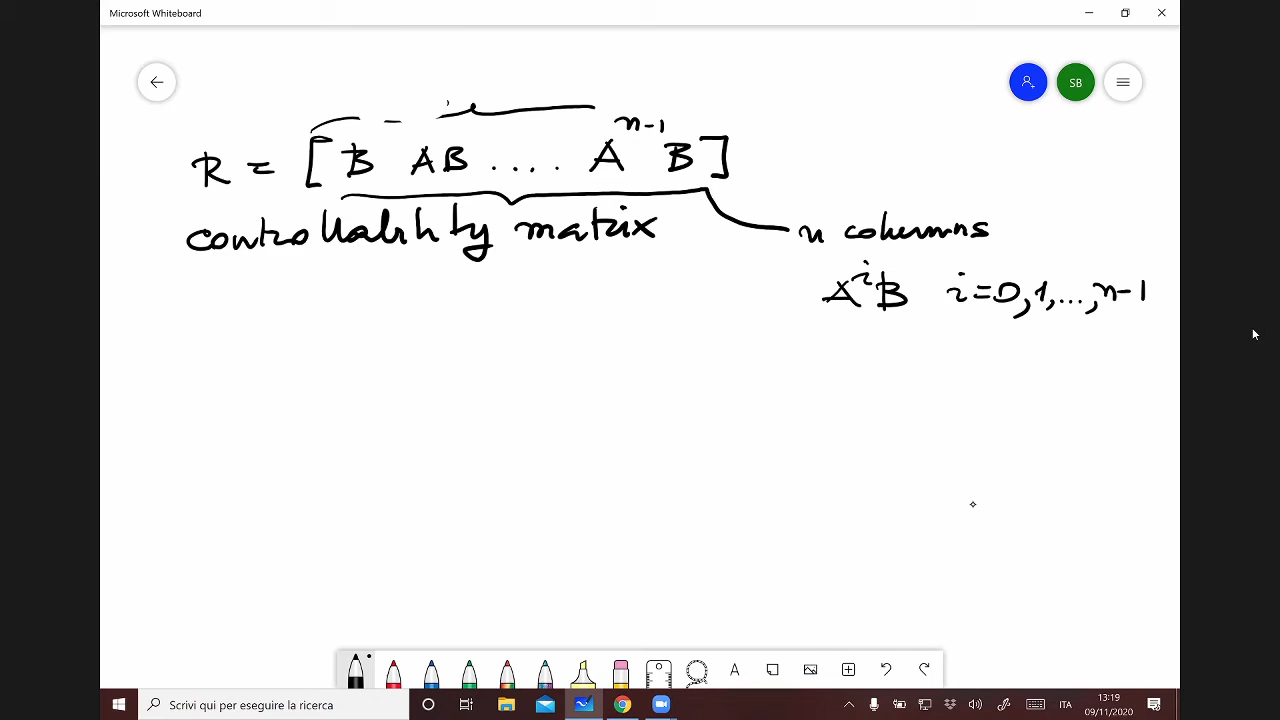 Microsoft Whiteboard
SB
R = [ B AB .... A^{n-1} B ]
controllability matrix
n columns
A^i B i=0,1,...,n-1
A
Scrivi qui per eseguire la ricerca
ITA
13:19
09/11/2020